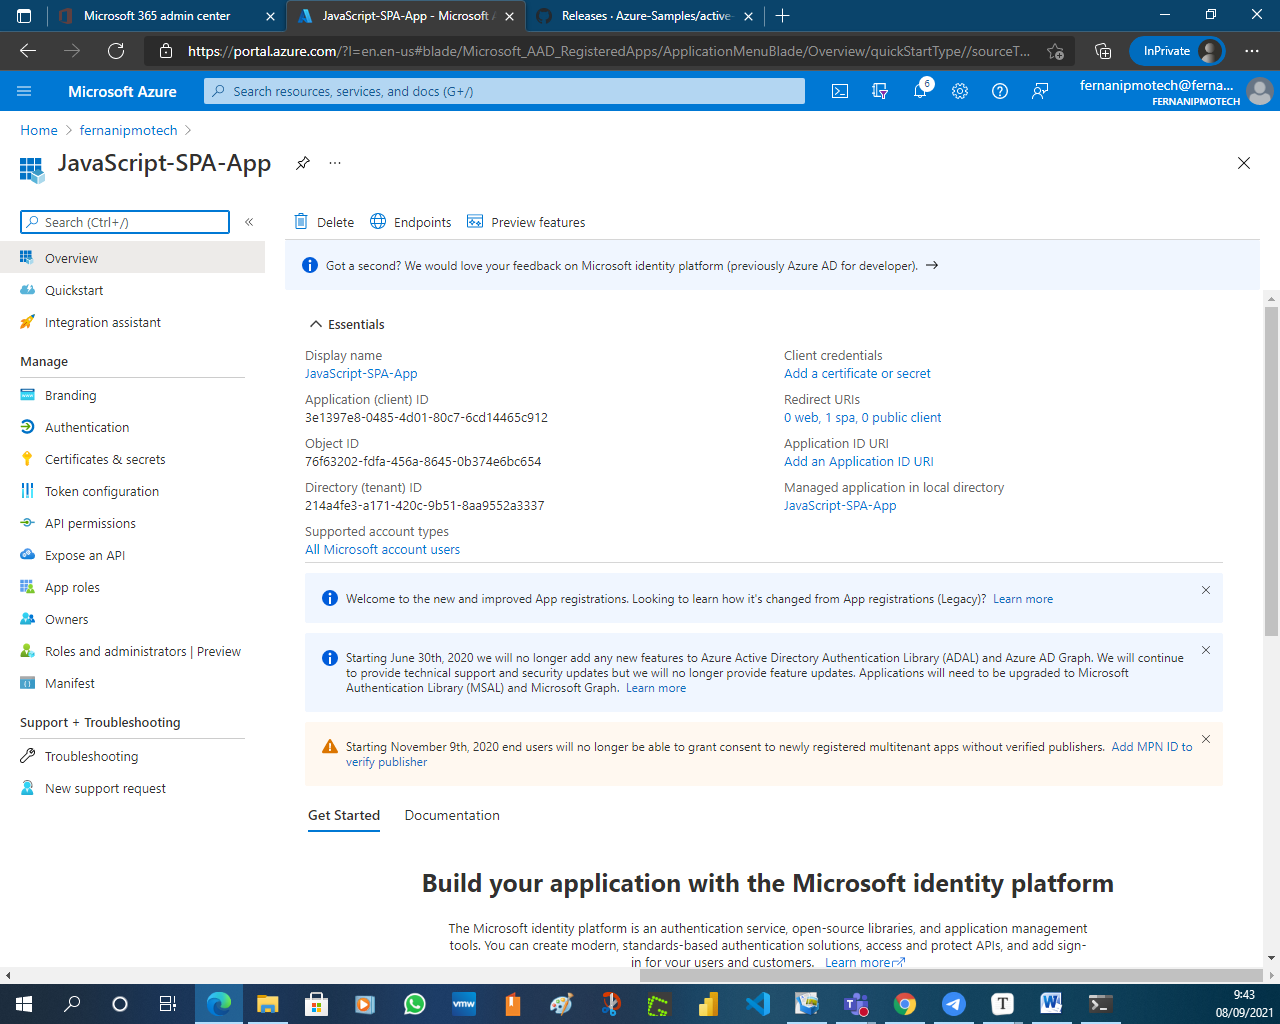 Microsoft 365 admin center
JavaScript-SPA-App - Microsoft A
Releases · Azure-Samples/active-
https://portal.azure.com/?l=en.en-us#blade/Microsoft_AAD_RegisteredApps/ApplicationMenuBlade/Overview/quickStartType//sourceT...
InPrivate
Microsoft Azure
Search resources, services, and docs (G+/)
6
fernanipmotech@ferna...
FERNANIPMOTECH
Home > fernanipmotech >
JavaScript-SPA-App
Search (Ctrl+/)
«
Delete
Endpoints
Preview features
Overview
Quickstart
Integration assistant
Manage
Branding
Authentication
Certificates & secrets
Token configuration
API permissions
Expose an API
App roles
Owners
Roles and administrators | Preview
Manifest
Support + Troubleshooting
Troubleshooting
New support request
Got a second? We would love your feedback on Microsoft identity platform (previously Azure AD for developer). →
Essentials
Display name
JavaScript-SPA-App
Application (client) ID
3e1397e8-0485-4d01-80c7-6cd14465c912
Object ID
76f63202-fdfa-456a-8645-0b374e6bc654
Directory (tenant) ID
214a4fe3-a171-420c-9b51-8aa9552a3337
Supported account types
All Microsoft account users
Client credentials
Add a certificate or secret
Redirect URIs
0 web, 1 spa, 0 public client
Application ID URI
Add an Application ID URI
Managed application in local directory
JavaScript-SPA-App
Welcome to the new and improved App registrations. Looking to learn how it's changed from App registrations (Legacy)? Learn more
Starting June 30th, 2020 we will no longer add any new features to Azure Active Directory Authentication Library (ADAL) and Azure AD Graph. We will continue
to provide technical support and security updates but we will no longer provide feature updates. Applications will need to be upgraded to Microsoft
Authentication Library (MSAL) and Microsoft Graph. Learn more
Starting November 9th, 2020 end users will no longer be able to grant consent to newly registered multitenant apps without verified publishers. Add MPN ID to
verify publisher
Get Started
Documentation
Build your application with the Microsoft identity platform
The Microsoft identity platform is an authentication service, open-source libraries, and application management
tools. You can create modern, standards-based authentication solutions, access and protect APIs, and add sign-
in for your users and customers. Learn more
vmw
T
9:43
08/09/2021